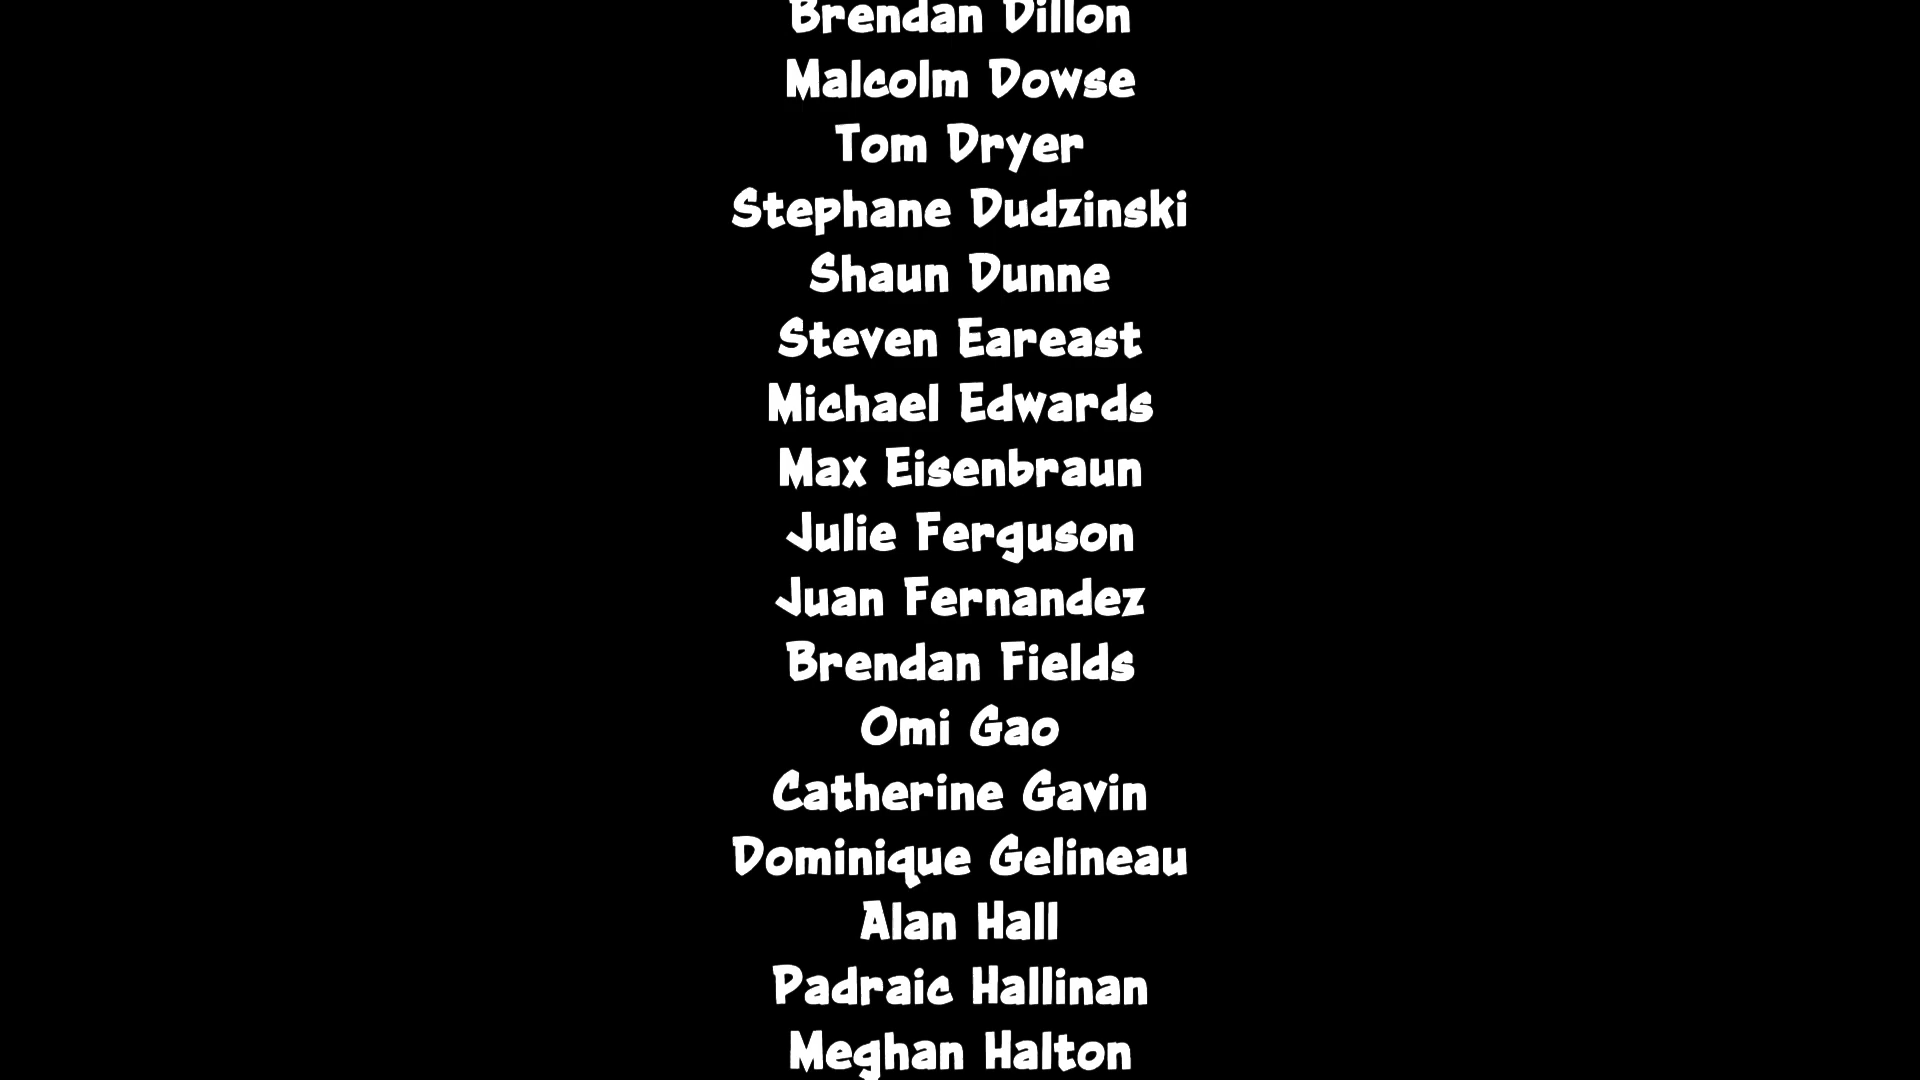 Brendan Dillon
Malcolm Dowse
Tom Dryer
Stephane Dudzinski
Shaun Dunne
Steven Eareast
Michael Edwards
Max Eisenbraun
Julie Ferguson
Juan Fernandez
Brendan Fields
Omi Gao
Catherine Gavin
Dominique Gelineau
Alan Hall
Padraic Hallinan
Meghan Halton